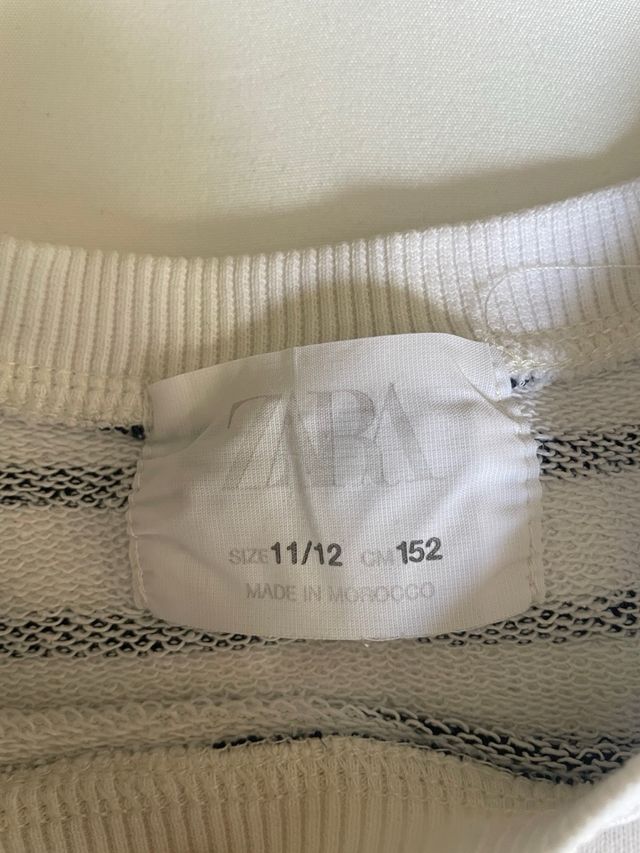 ZARA
SIZE 11/12 CM 152
MADE IN MOROCCO